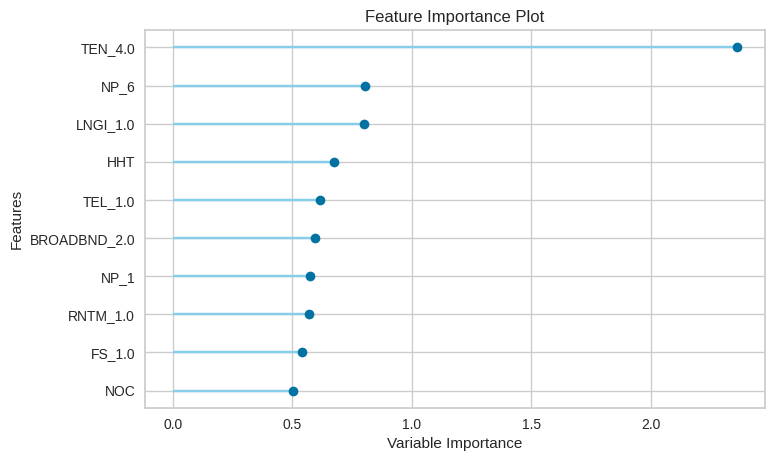 Feature Importance Plot
Features
TEN_4.0
NP_6
LNGI_1.0
HHT
TEL_1.0
BROADBND_2.0
NP_1
RNTM_1.0
FS_1.0
NOC
0.0 0.5 1.0 1.5 2.0
Variable Importance